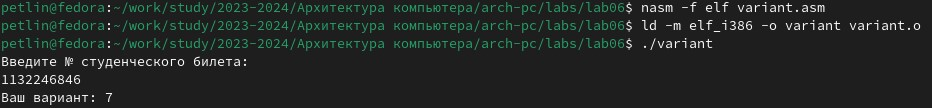 petlin@fedora:~/work/study/2023-2024/Архитектура компьютера/arch-pc/labs/lab06$ nasm -f elf variant.asm
petlin@fedora:~/work/study/2023-2024/Архитектура компьютера/arch-pc/labs/lab06$ ld -m elf_i386 -o variant variant.o
petlin@fedora:~/work/study/2023-2024/Архитектура компьютера/arch-pc/labs/lab06$ ./variant
Введите № студенческого билета:
1132246846
Ваш вариант: 7